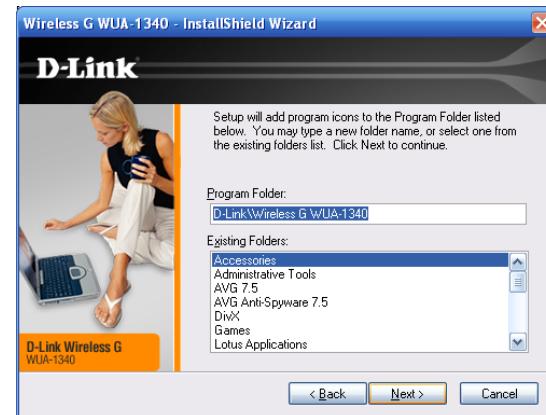 Wireless G WUA-1340 - InstallShield Wizard
D-Link
Setup will add program icons to the Program Folder listed
below. You may type a new folder name, or select one from
the existing folders list. Click Next to continue.
Program Folder:
D-Link\Wireless G WUA-1340
Existing Folders:
Accessories
Administrative Tools
AVG 7.5
AVG Anti-Spyware 7.5
DivX
Games
Lotus Applications
D-Link Wireless G
WUA-1340
< Back
Next >
Cancel